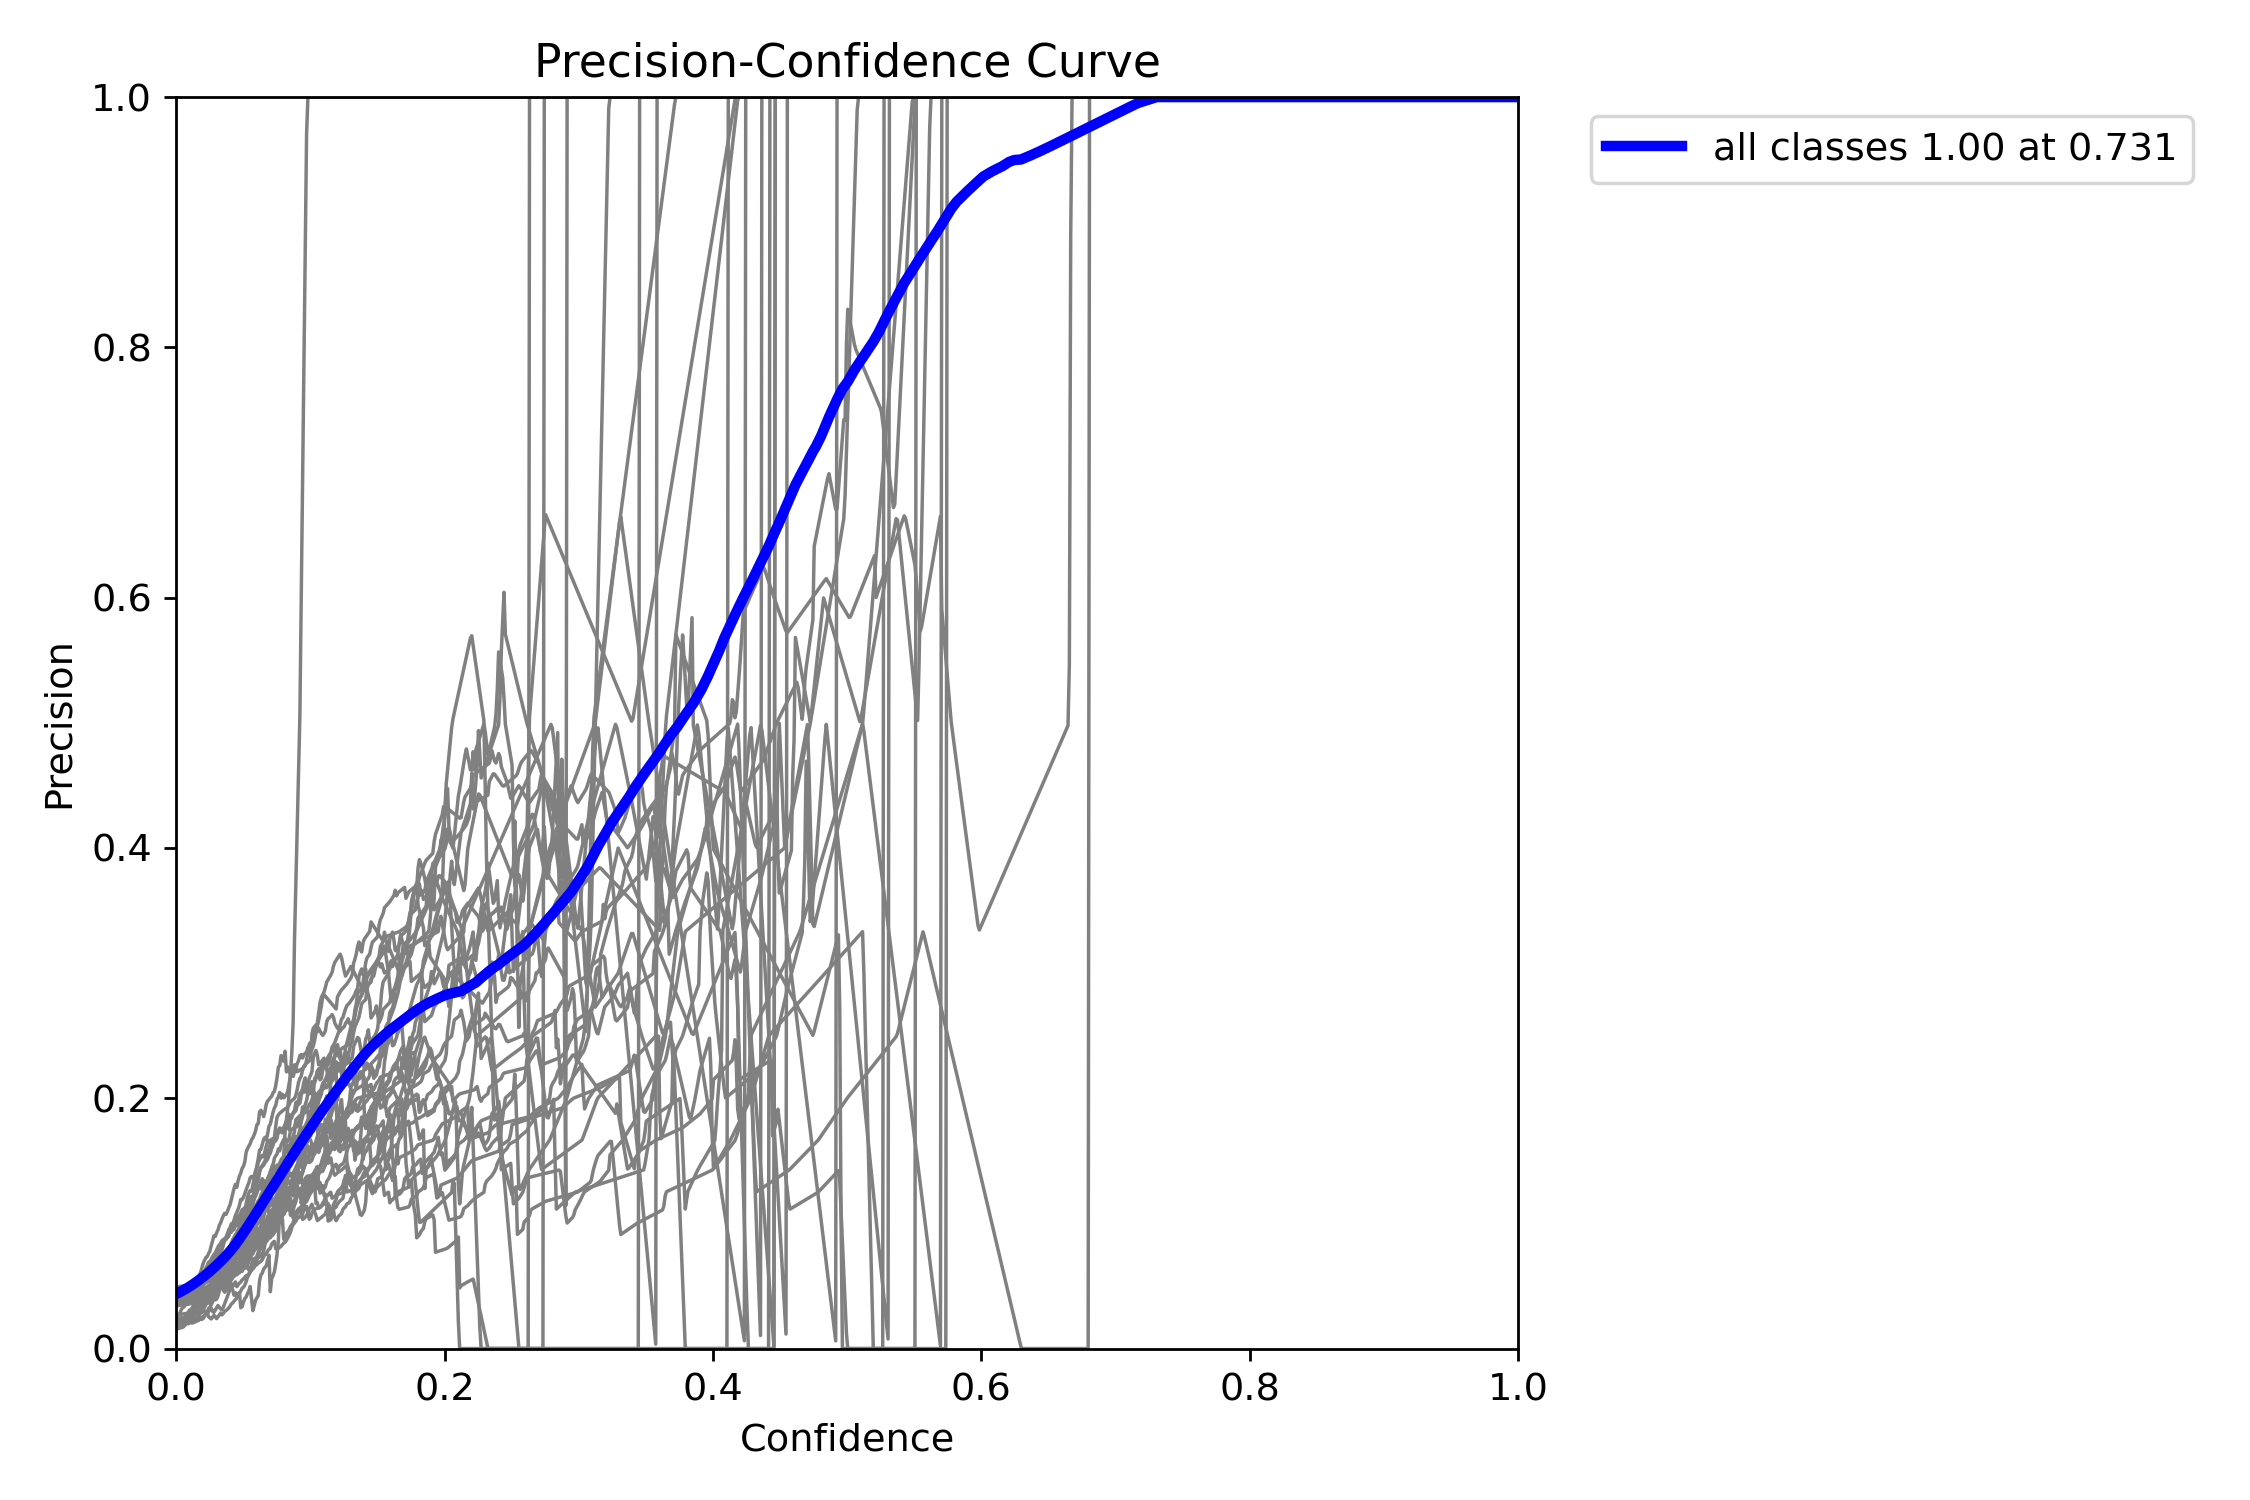 Precision-Confidence Curve
1.0
0.8
0.6
0.4
0.2
0.0
Precision
0.0 0.2 0.4 0.6 0.8 1.0
Confidence
all classes 1.00 at 0.731